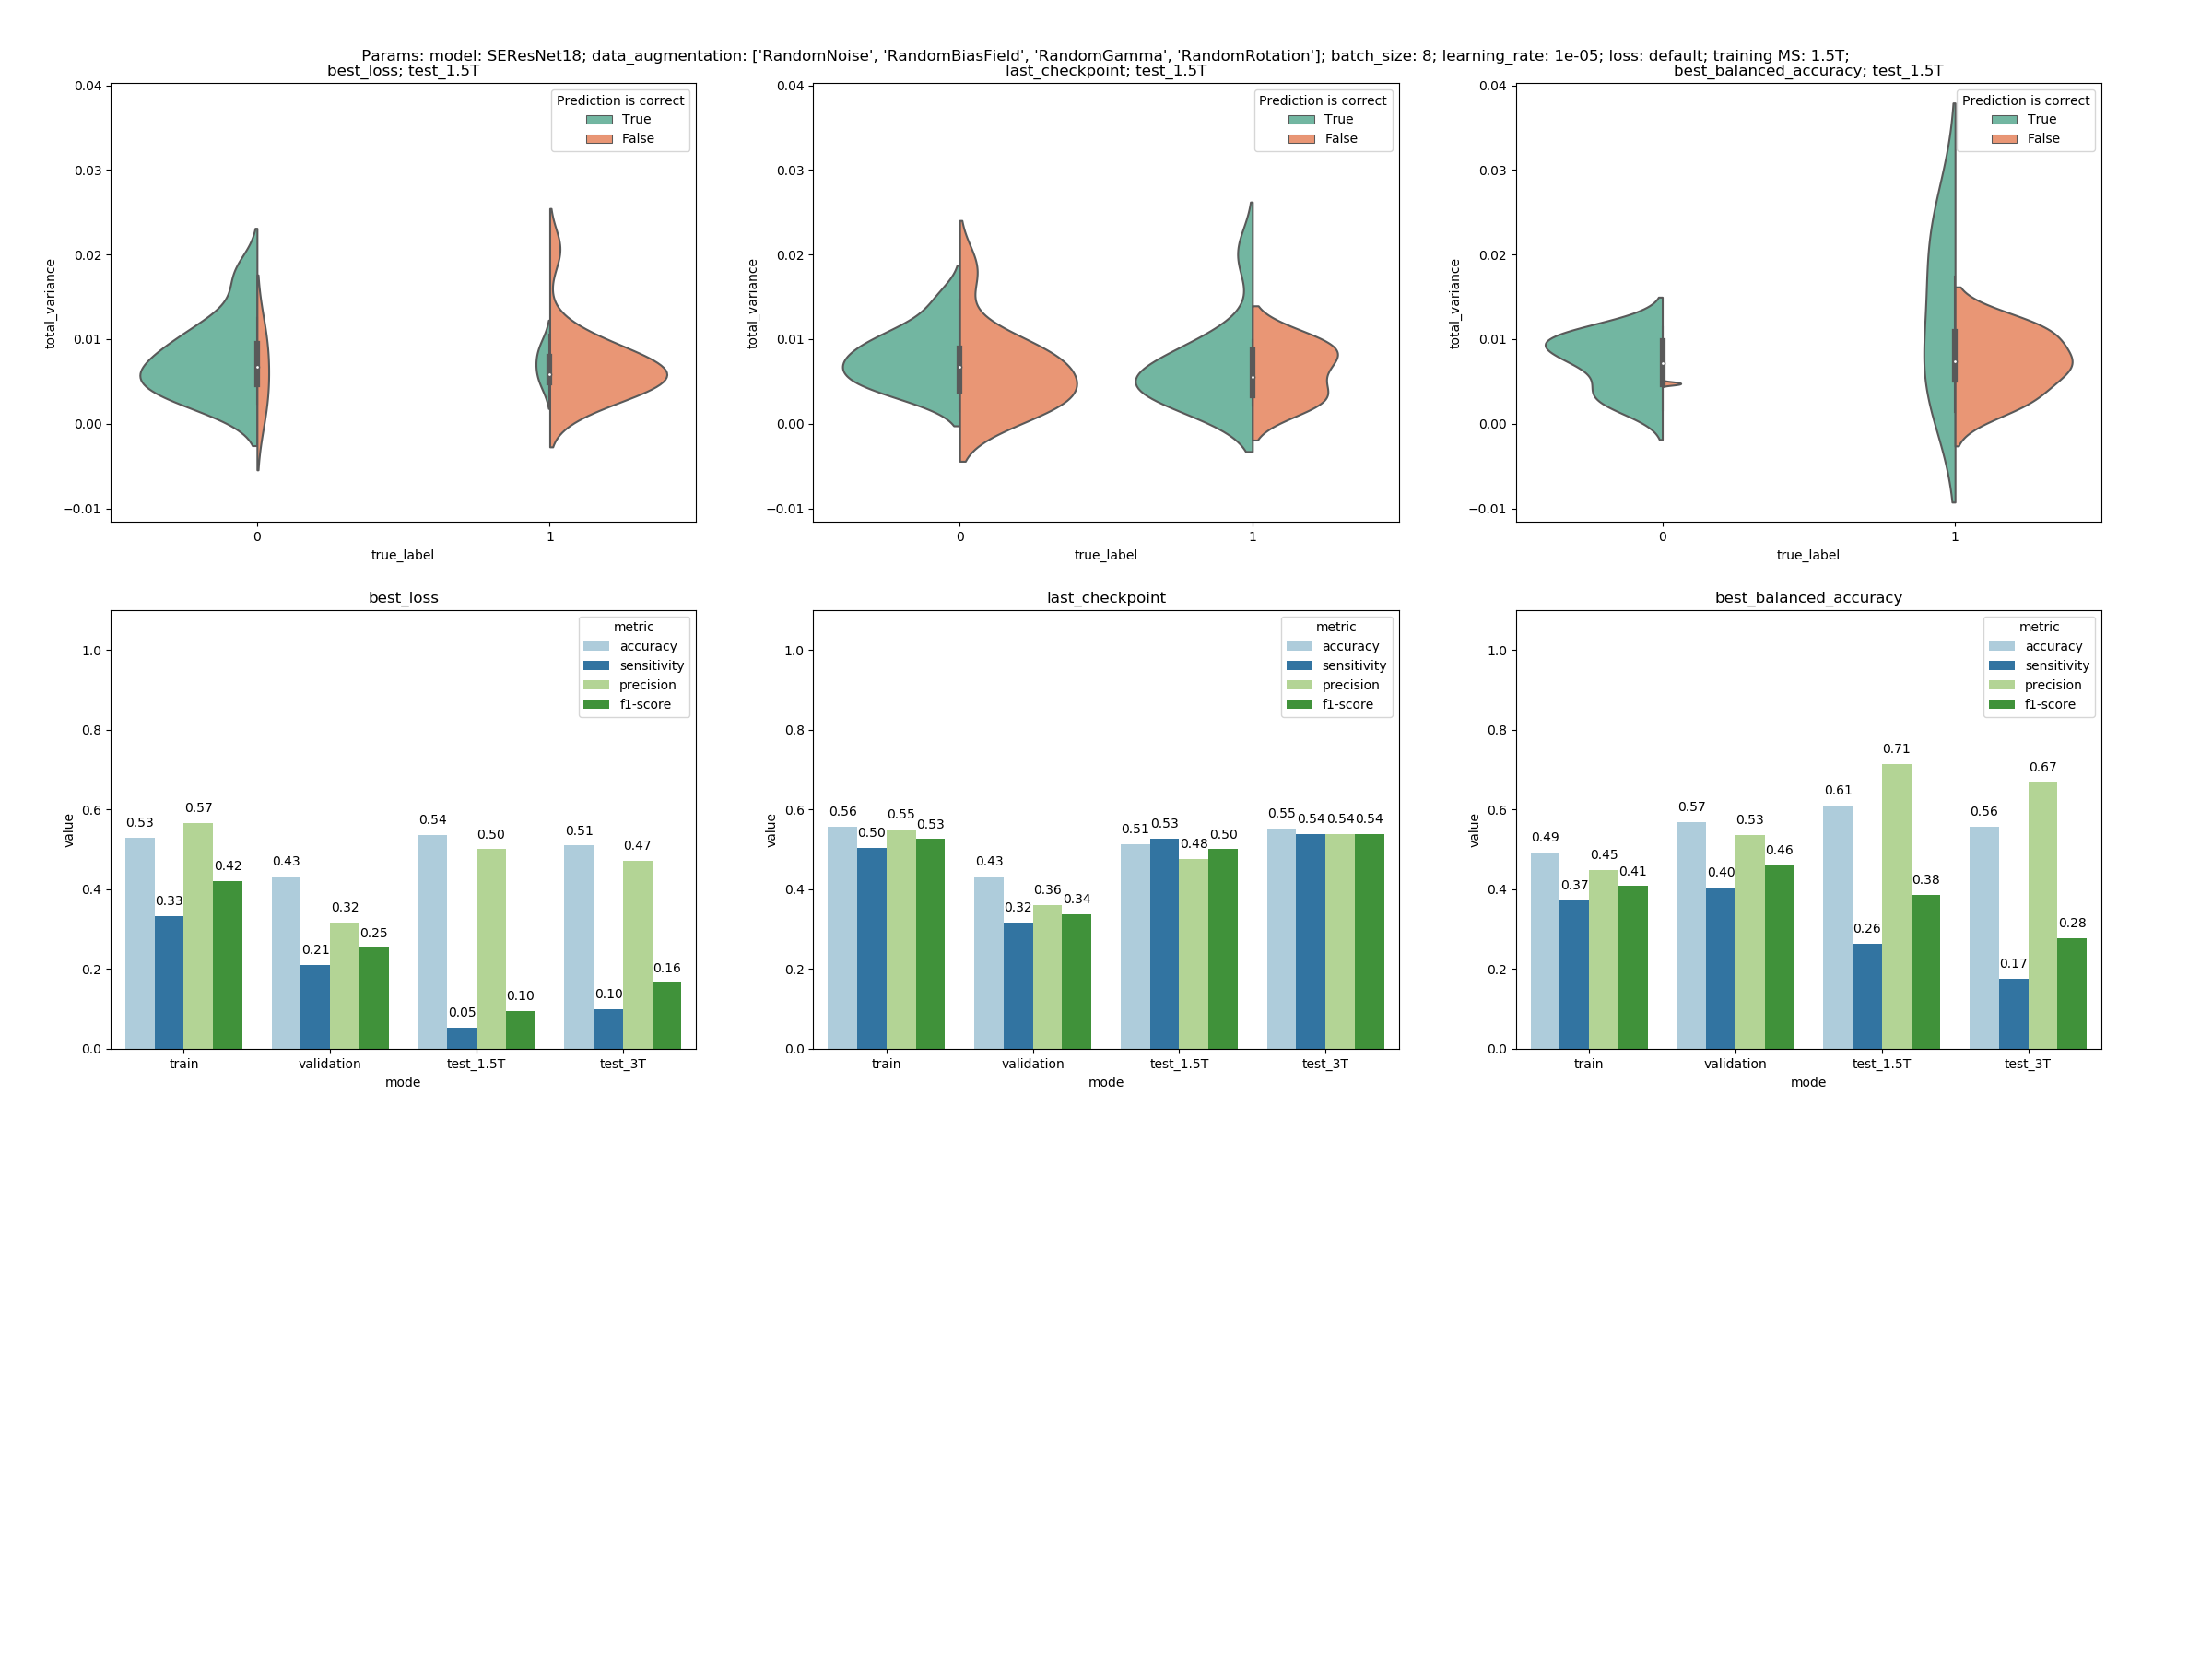 Params: model: SEResNet18; data_augmentation: ['RandomNoise', 'RandomBiasField', 'RandomGamma', 'RandomRotation']; batch_size: 8; learning_rate: 1e-05; loss: default; training MS: 1.5T;
best_loss; test_1.5T
0.04
0.03
0.02
0.01
0.00
−0.01
total_variance
Prediction is correct
True
False
0
1
true_label
last_checkpoint; test_1.5T
0.04
0.03
0.02
0.01
0.00
−0.01
total_variance
Prediction is correct
True
False
0
1
true_label
best_balanced_accuracy; test_1.5T
0.04
0.03
0.02
0.01
0.00
−0.01
total_variance
Prediction is correct
True
False
0
1
true_label
best_loss
1.0
0.8
0.6
0.4
0.2
0.0
value
metric
accuracy
sensitivity
precision
f1-score
0.53
0.33
0.57
0.42
0.43
0.21
0.32
0.25
0.54
0.05
0.50
0.10
0.51
0.10
0.47
0.16
train
validation
test_1.5T
test_3T
mode
last_checkpoint
1.0
0.8
0.6
0.4
0.2
0.0
value
metric
accuracy
sensitivity
precision
f1-score
0.56
0.50
0.55
0.53
0.43
0.32
0.36
0.34
0.51
0.53
0.48
0.50
0.55
0.54
0.54
0.54
train
validation
test_1.5T
test_3T
mode
best_balanced_accuracy
1.0
0.8
0.6
0.4
0.2
0.0
value
metric
accuracy
sensitivity
precision
f1-score
0.49
0.37
0.45
0.41
0.57
0.40
0.53
0.46
0.61
0.26
0.71
0.38
0.56
0.17
0.67
0.28
train
validation
test_1.5T
test_3T
mode